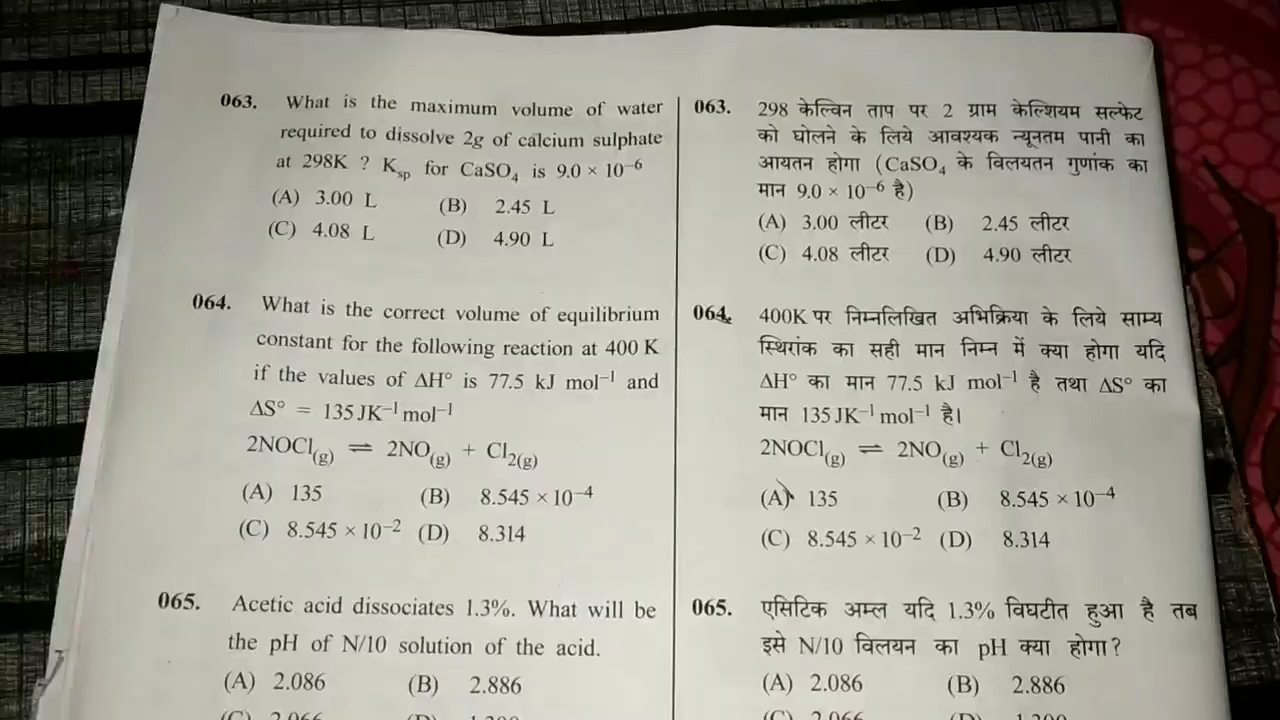 063. What is the maximum volume of water
required to dissolve 2g of calcium sulphate
at 298K ? Ksp for CaSO4 is 9.0 × 10−6
(A) 3.00 L (B) 2.45 L
(C) 4.08 L (D) 4.90 L
064. What is the correct volume of equilibrium
constant for the following reaction at 400 K
if the values of ΔH° is 77.5 kJ mol−1 and
ΔS° = 135 JK−1 mol−1
2NOCl(g) ⇌ 2NO(g) + Cl2(g)
(A) 135 (B) 8.545 × 10−4
(C) 8.545 × 10−2 (D) 8.314
065. Acetic acid dissociates 1.3%. What will be
the pH of N/10 solution of the acid.
(A) 2.086 (B) 2.886
(C) 2.066 (D) 1.300
063. 298 केल्विन ताप पर 2 ग्राम केल्शियम सल्फेट
को घोलने के लिये आवश्यक न्यूनतम पानी का
आयतन होगा (CaSO4 के विलयतन गुणांक का
मान 9.0 × 10−6 है)
(A) 3.00 लीटर (B) 2.45 लीटर
(C) 4.08 लीटर (D) 4.90 लीटर
064. 400K पर निम्नलिखित अभिक्रिया के लिये साम्य
स्थिरांक का सही मान निम्न में क्या होगा यदि
ΔH° का मान 77.5 kJ mol−1 है तथा ΔS° का
मान 135 JK−1 mol−1 है।
2NOCl(g) ⇌ 2NO(g) + Cl2(g)
(A) 135 (B) 8.545 × 10−4
(C) 8.545 × 10−2 (D) 8.314
065. एसिटिक अम्ल यदि 1.3% विघटीत हुआ है तब
इसे N/10 विलयन का pH क्या होगा?
(A) 2.086 (B) 2.886
(C) 2.066 (D) 1.300